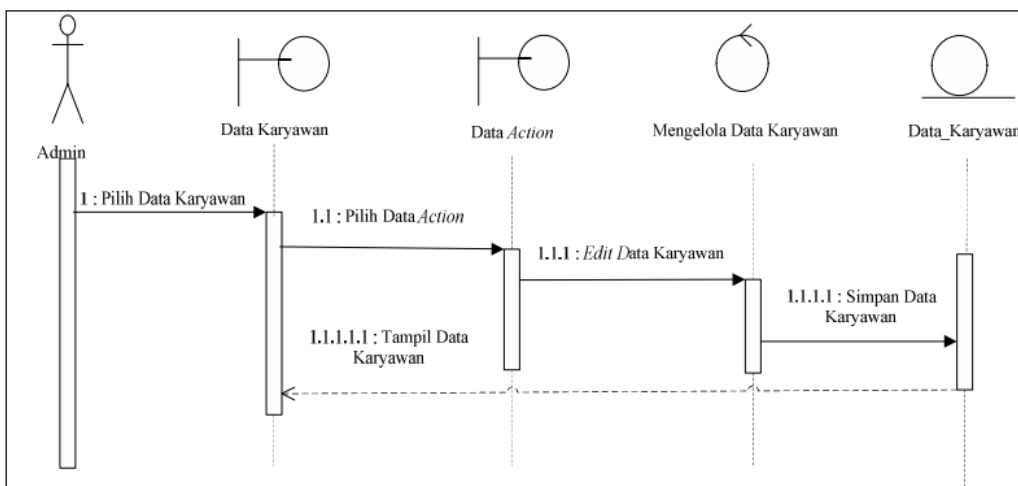 Admin
Data Karyawan
Data Action
Mengelola Data Karyawan
Data_Karyawan
1 : Pilih Data Karyawan
1.1 : Pilih Data Action
1.1.1 : Edit Data Karyawan
1.1.1.1 : Simpan Data
Karyawan
1.1.1.1.1 : Tampil Data
Karyawan